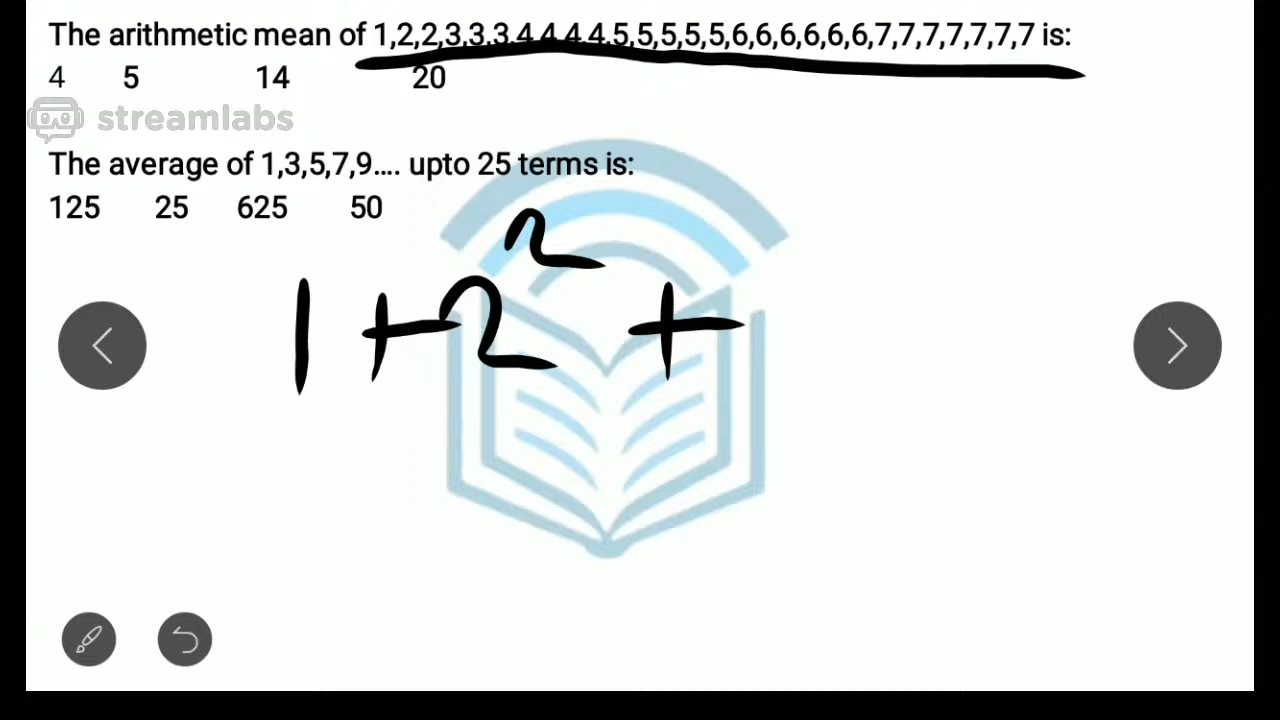 The arithmetic mean of 1,2,2,3,3,3,4,4,4,4,5,5,5,5,5,6,6,6,6,6,6,7,7,7,7,7,7,7 is:
4 5 14 20
streamlabs
The average of 1,3,5,7,9.... upto 25 terms is:
125 25 625 50
1 + 2² +